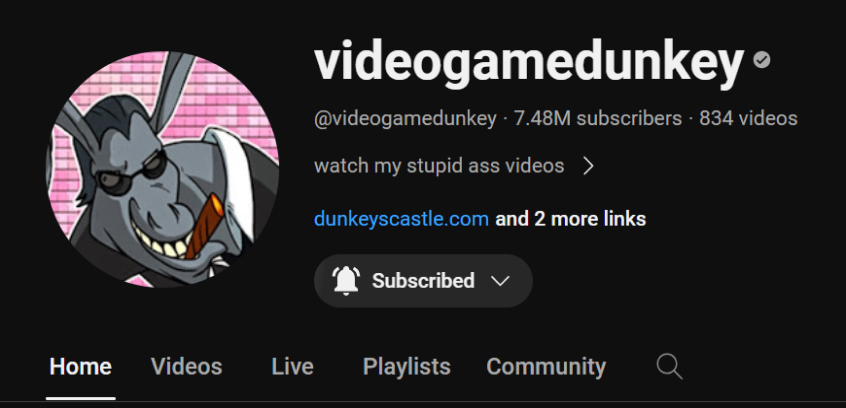 videogamedunkey
@videogamedunkey · 7.48M subscribers · 834 videos
watch my stupid ass videos
dunkeyscastle.com and 2 more links
Subscribed
Home Videos Live Playlists Community